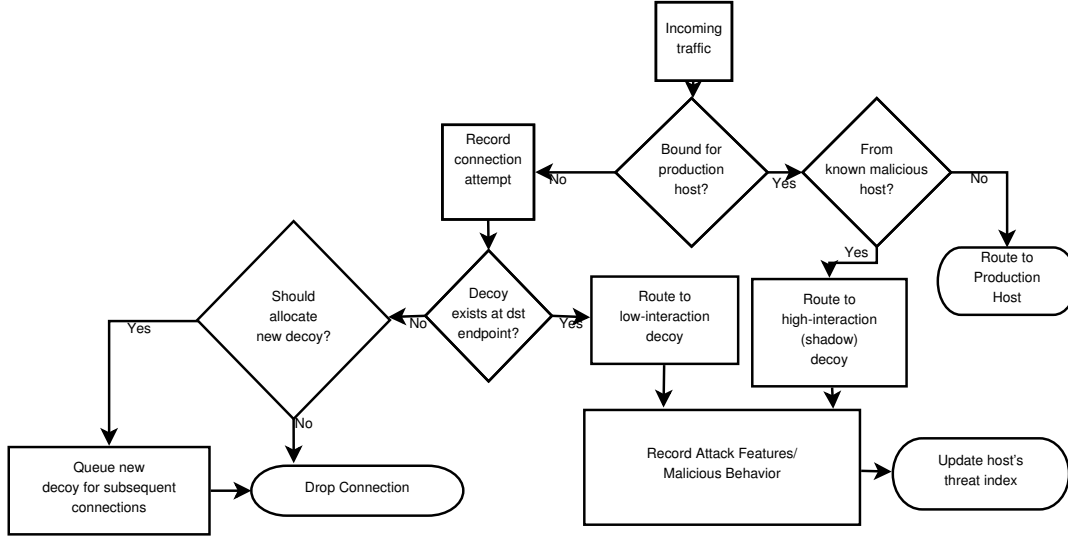 Incoming
traffic
Record
connection
attempt
No
Bound for
production
host?
Yes
From
known malicious
host?
No
Yes
Route to
Production
Host
Should
allocate
new decoy?
No
Decoy
exists at dst
endpoint?
Yes
Route to
low-interaction
decoy
Route to
high-interaction
(shadow)
decoy
Yes
No
Queue new
decoy for subsequent
connections
Drop Connection
Record Attack Features/
Malicious Behavior
Update host's
threat index